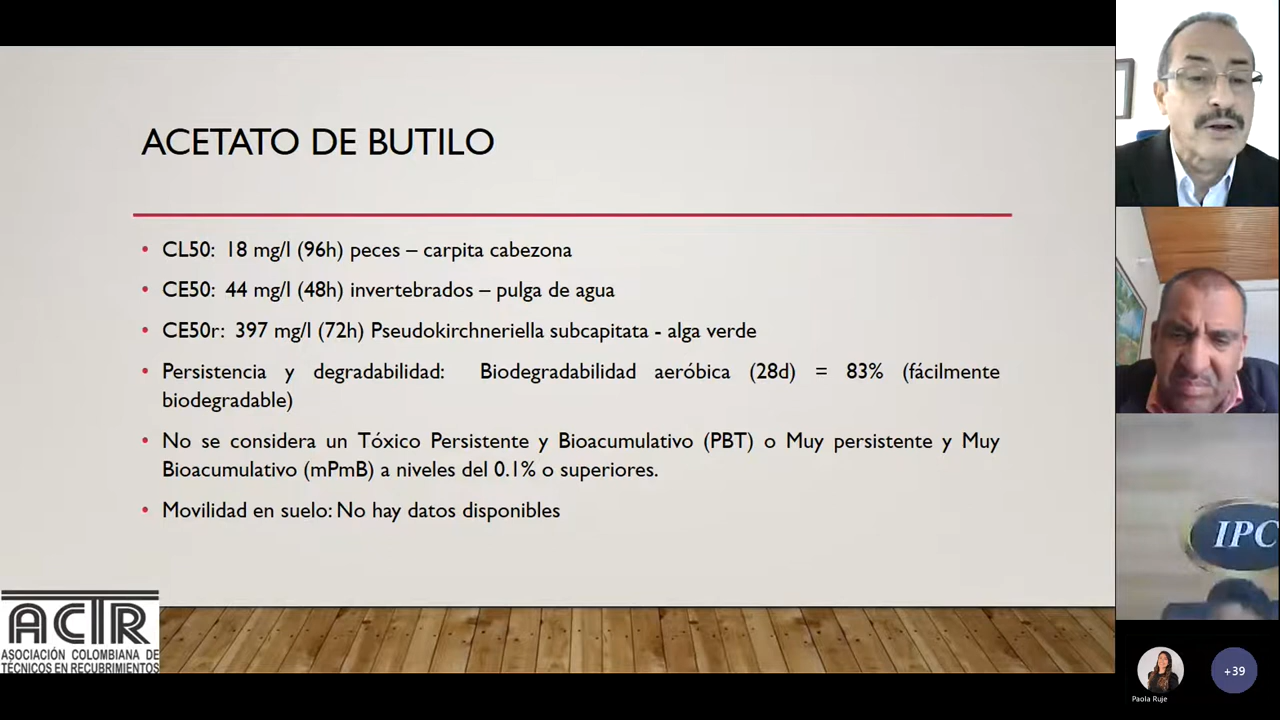 ACETATO DE BUTILO
• CL50: 18 mg/l (96h) peces – carpita cabezona
• CE50: 44 mg/l (48h) invertebrados – pulga de agua
• CE50r: 397 mg/l (72h) Pseudokirchneriella subcapitata - alga verde
• Persistencia y degradabilidad: Biodegradabilidad aeróbica (28d) = 83% (fácilmente
biodegradable)
• No se considera un Tóxico Persistente y Bioacumulativo (PBT) o Muy persistente y Muy
Bioacumulativo (mPmB) a niveles del 0.1% o superiores.
• Movilidad en suelo: No hay datos disponibles
ACTR
ASOCIACIÓN COLOMBIANA DE
TÉCNICOS EN RECUBRIMIENTOS
IPC
Paola Ruje
+39